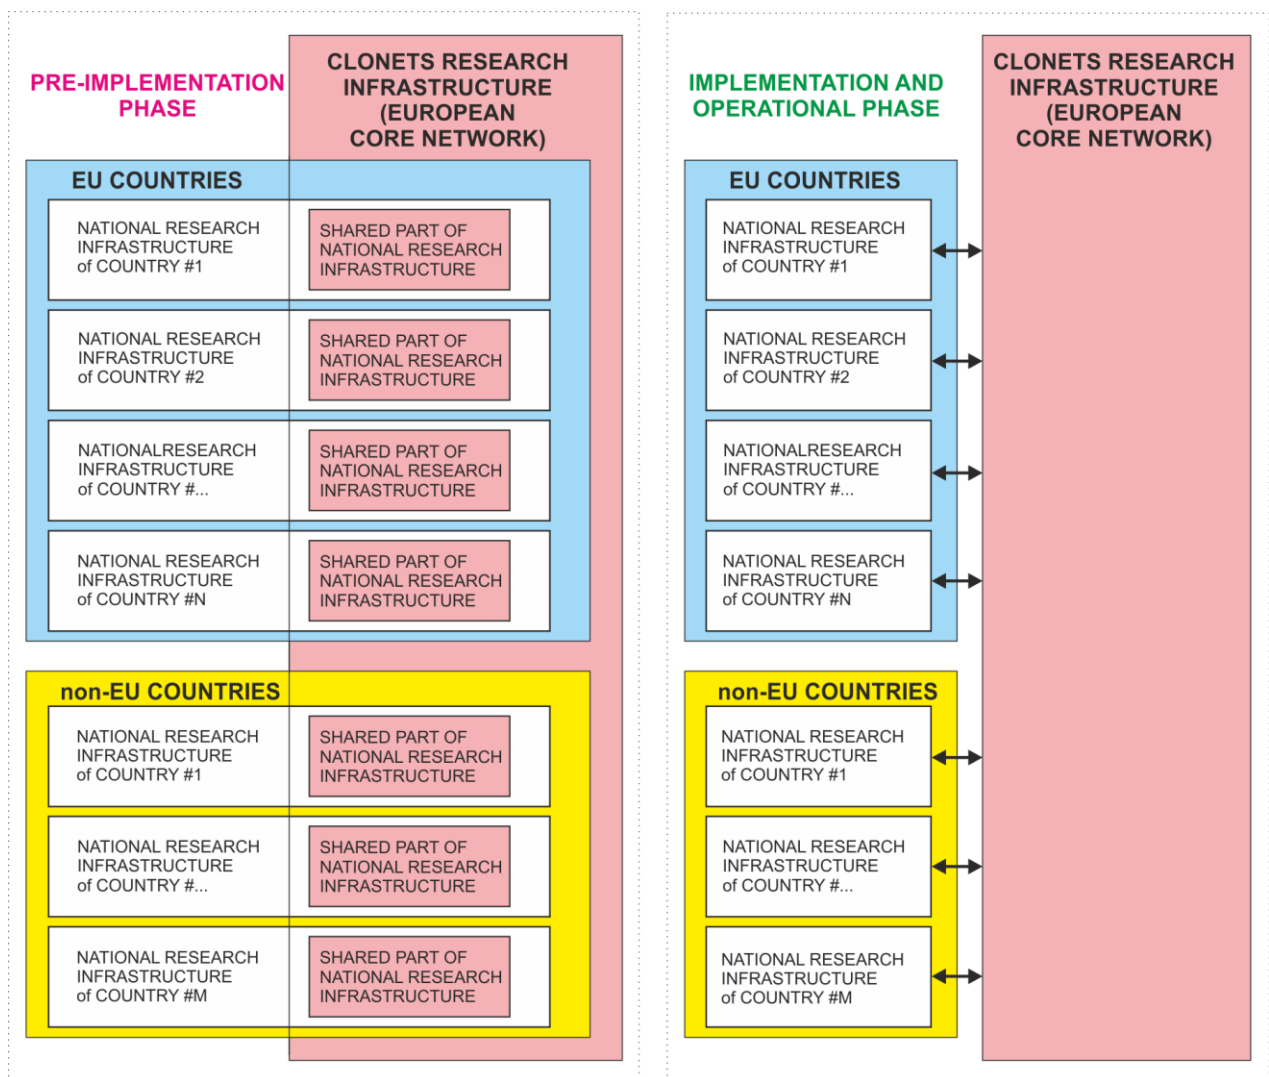 PRE-IMPLEMENTATION
PHASE
CLONETS RESEARCH
INFRASTRUCTURE
(EUROPEAN
CORE NETWORK)
EU COUNTRIES
NATIONAL RESEARCH
INFRASTRUCTURE
of COUNTRY #1
SHARED PART OF
NATIONAL RESEARCH
INFRASTRUCTURE
NATIONAL RESEARCH
INFRASTRUCTURE
of COUNTRY #2
SHARED PART OF
NATIONAL RESEARCH
INFRASTRUCTURE
NATIONALRESEARCH
INFRASTRUCTURE
of COUNTRY #...
SHARED PART OF
NATIONAL RESEARCH
INFRASTRUCTURE
NATIONAL RESEARCH
INFRASTRUCTURE
of COUNTRY #N
SHARED PART OF
NATIONAL RESEARCH
INFRASTRUCTURE
non-EU COUNTRIES
NATIONAL RESEARCH
INFRASTRUCTURE
of COUNTRY #1
SHARED PART OF
NATIONAL RESEARCH
INFRASTRUCTURE
NATIONAL RESEARCH
INFRASTRUCTURE
of COUNTRY #...
SHARED PART OF
NATIONAL RESEARCH
INFRASTRUCTURE
NATIONAL RESEARCH
INFRASTRUCTURE
of COUNTRY #M
SHARED PART OF
NATIONAL RESEARCH
INFRASTRUCTURE
IMPLEMENTATION AND
OPERATIONAL PHASE
CLONETS RESEARCH
INFRASTRUCTURE
(EUROPEAN
CORE NETWORK)
EU COUNTRIES
NATIONAL RESEARCH
INFRASTRUCTURE
of COUNTRY #1
NATIONAL RESEARCH
INFRASTRUCTURE
of COUNTRY #2
NATIONALRESEARCH
INFRASTRUCTURE
of COUNTRY #...
NATIONAL RESEARCH
INFRASTRUCTURE
of COUNTRY #N
non-EU COUNTRIES
NATIONAL RESEARCH
INFRASTRUCTURE
of COUNTRY #1
NATIONAL RESEARCH
INFRASTRUCTURE
of COUNTRY #...
NATIONAL RESEARCH
INFRASTRUCTURE
of COUNTRY #M